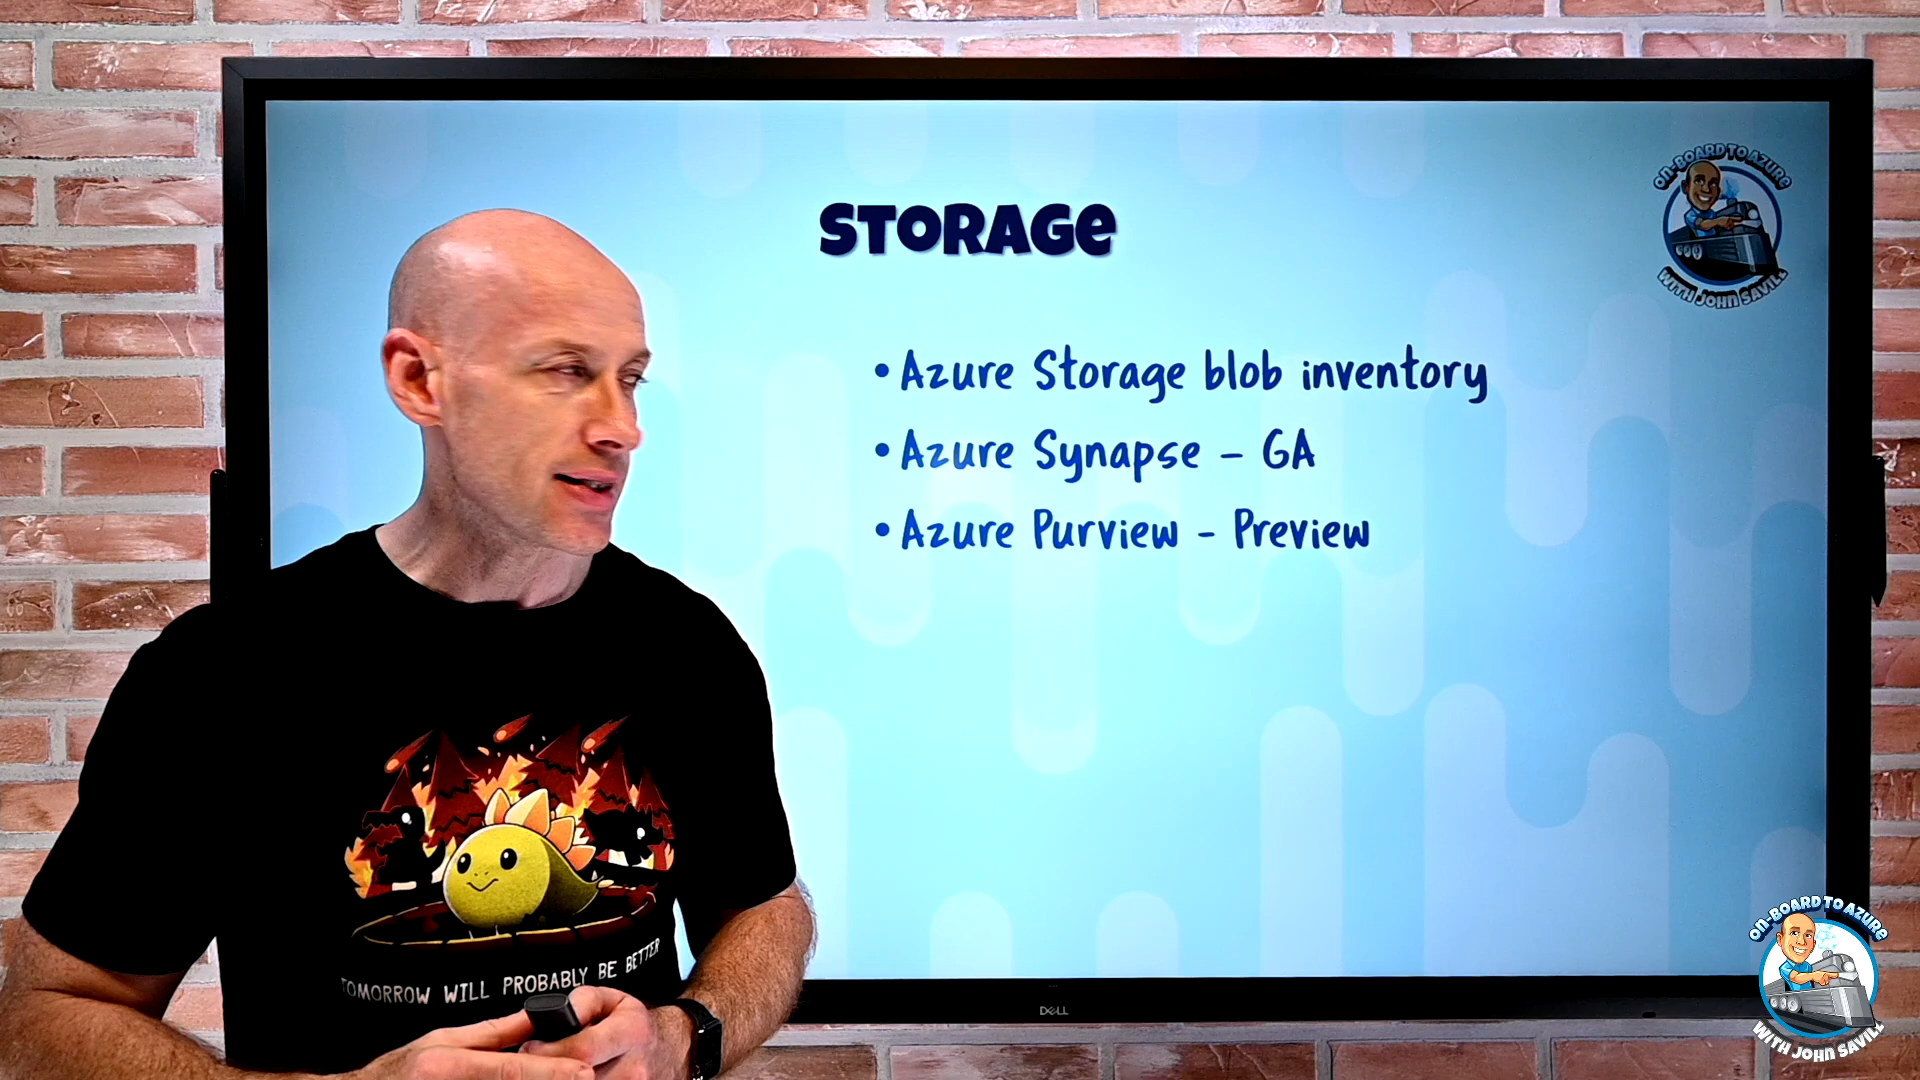 ON-BOARD TO AZURE
WITH JOHN SAVILL
STORAGE
• Azure Storage blob inventory
• Azure Synapse – GA
• Azure Purview - Preview
TOMORROW WILL PROBABLY BE BETTER
DELL
ON-BOARD TO AZURE
WITH JOHN SAVILL